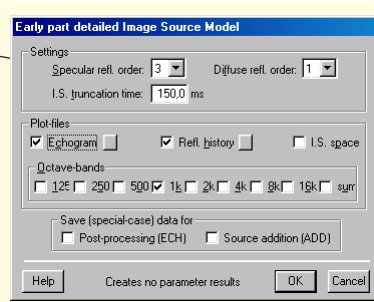 Early part detailed Image Source Model
Settings
Specular refl. order: 3 Diffuse refl. order: 1
I.S. truncation time: 150,0 ms
Plot-files
Echogram Refl. history I.S. space
Octave-bands
125 250 500 1k 2k 4k 8k 16k sum
Save (special-case) data for
Post-processing (ECH) Source addition (ADD)
Help Creates no parameter results OK Cancel